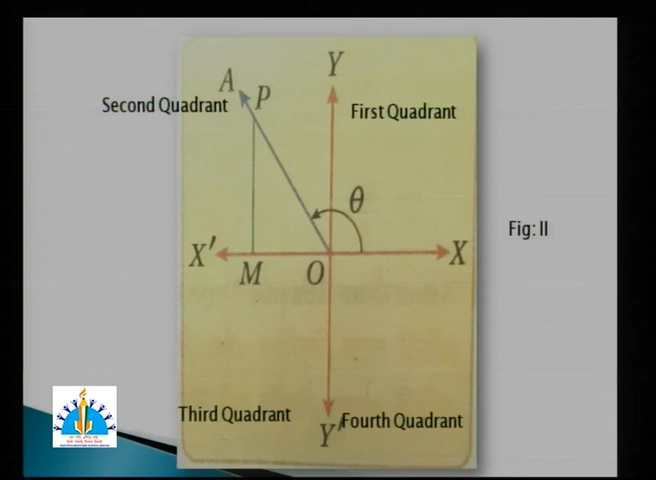 Y
A
P
Second Quadrant
First Quadrant
θ
Fig: II
X′
X
M
O
Third Quadrant
Fourth Quadrant
Y′